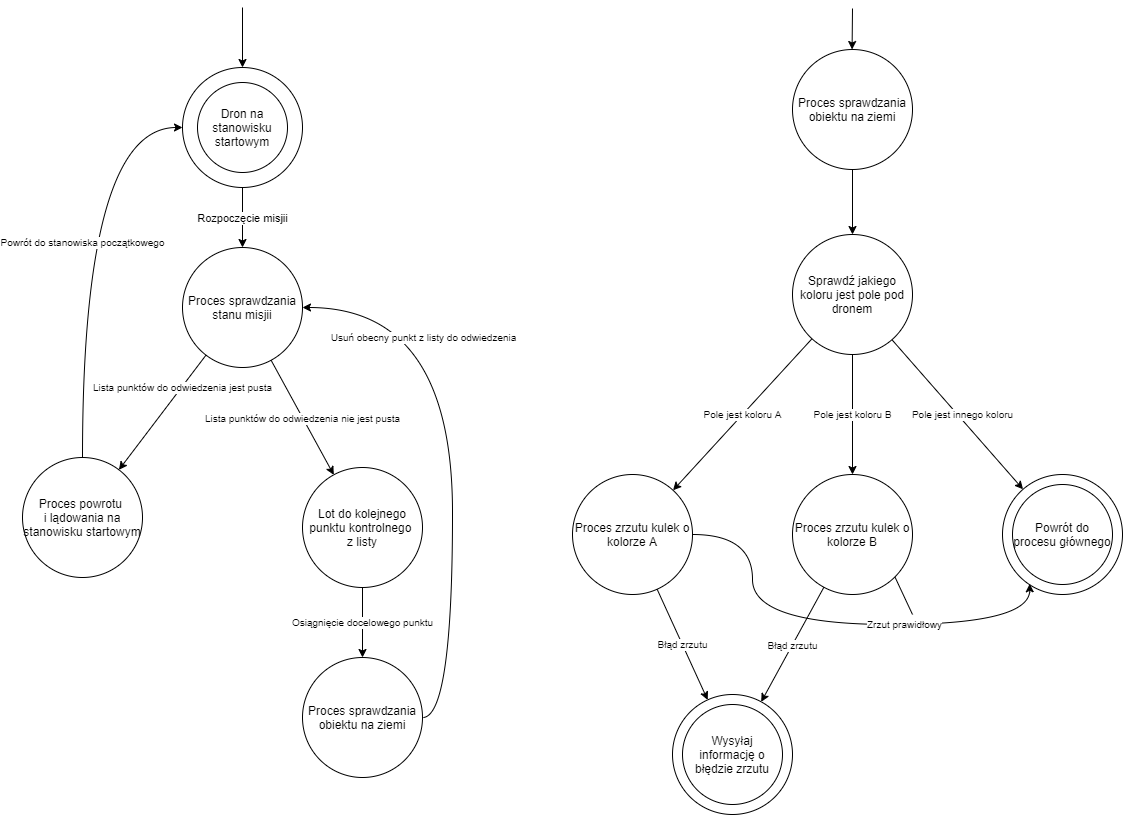 Dron na
stanowisku
startowym
Rozpoczęcie misjii
Powrót do stanowiska początkowego
Proces sprawdzania
stanu misjii
Usuń obecny punkt z listy do odwiedzenia
Lista punktów do odwiedzenia jest pusta
Lista punktów do odwiedzenia nie jest pusta
Proces powrotu
i lądowania na
stanowisku startowym
Lot do kolejnego
punktu kontrolnego
z listy
Osiągnięcie docelowego punktu
Proces sprawdzania
obiektu na ziemi
Proces sprawdzania
obiektu na ziemi
Sprawdź jakiego
koloru jest pole pod
dronem
Pole jest koloru A
Pole jest koloru B
Pole jest innego koloru
Proces zrzutu kulek o
kolorze A
Proces zrzutu kulek o
kolorze B
Powrót do
procesu głównego
Zrzut prawidłowy
Błąd zrzutu
Błąd zrzutu
Wysyłaj
informację o
błędzie zrzutu